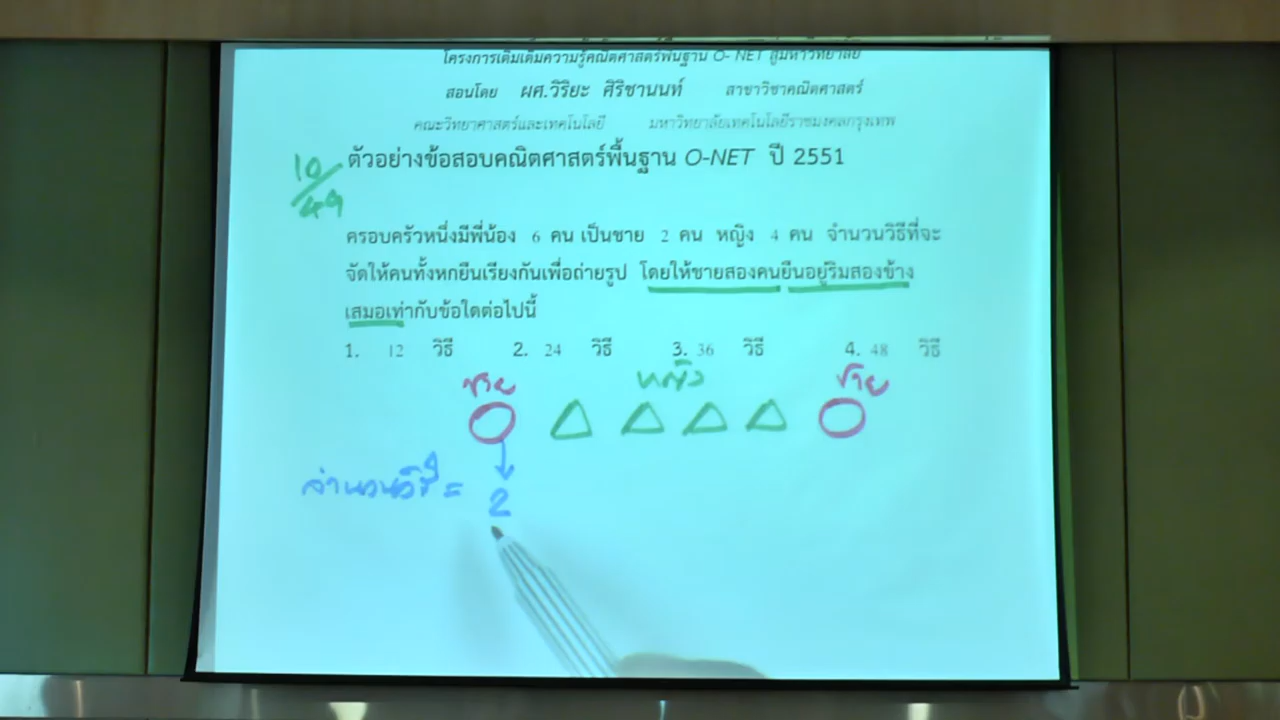 โครงการเติมเต็มความรู้คณิตศาสตร์พื้นฐาน O- NET สู่มหาวิทยาลัย
สอนโดย ผศ.วิริยะ ศิริชานนท์ สาขาวิชาคณิตศาสตร์
คณะวิทยาศาสตร์และเทคโนโลยี มหาวิทยาลัยเทคโนโลยีราชมงคลกรุงเทพ
ตัวอย่างข้อสอบคณิตศาสตร์พื้นฐาน O-NET ปี 2551
10/49
ครอบครัวหนึ่งมีพี่น้อง 6 คน เป็นชาย 2 คน หญิง 4 คน จำนวนวิธีที่จะ
จัดให้คนทั้งหกยืนเรียงกันเพื่อถ่ายรูป โดยให้ชายสองคนยืนอยู่ริมสองข้าง
เสมอเท่ากับข้อใดต่อไปนี้
1. 12 วิธี 2. 24 วิธี 3. 36 วิธี 4. 48 วิธี
ชาย หญิง ชาย
จำนวนวิธี = 2